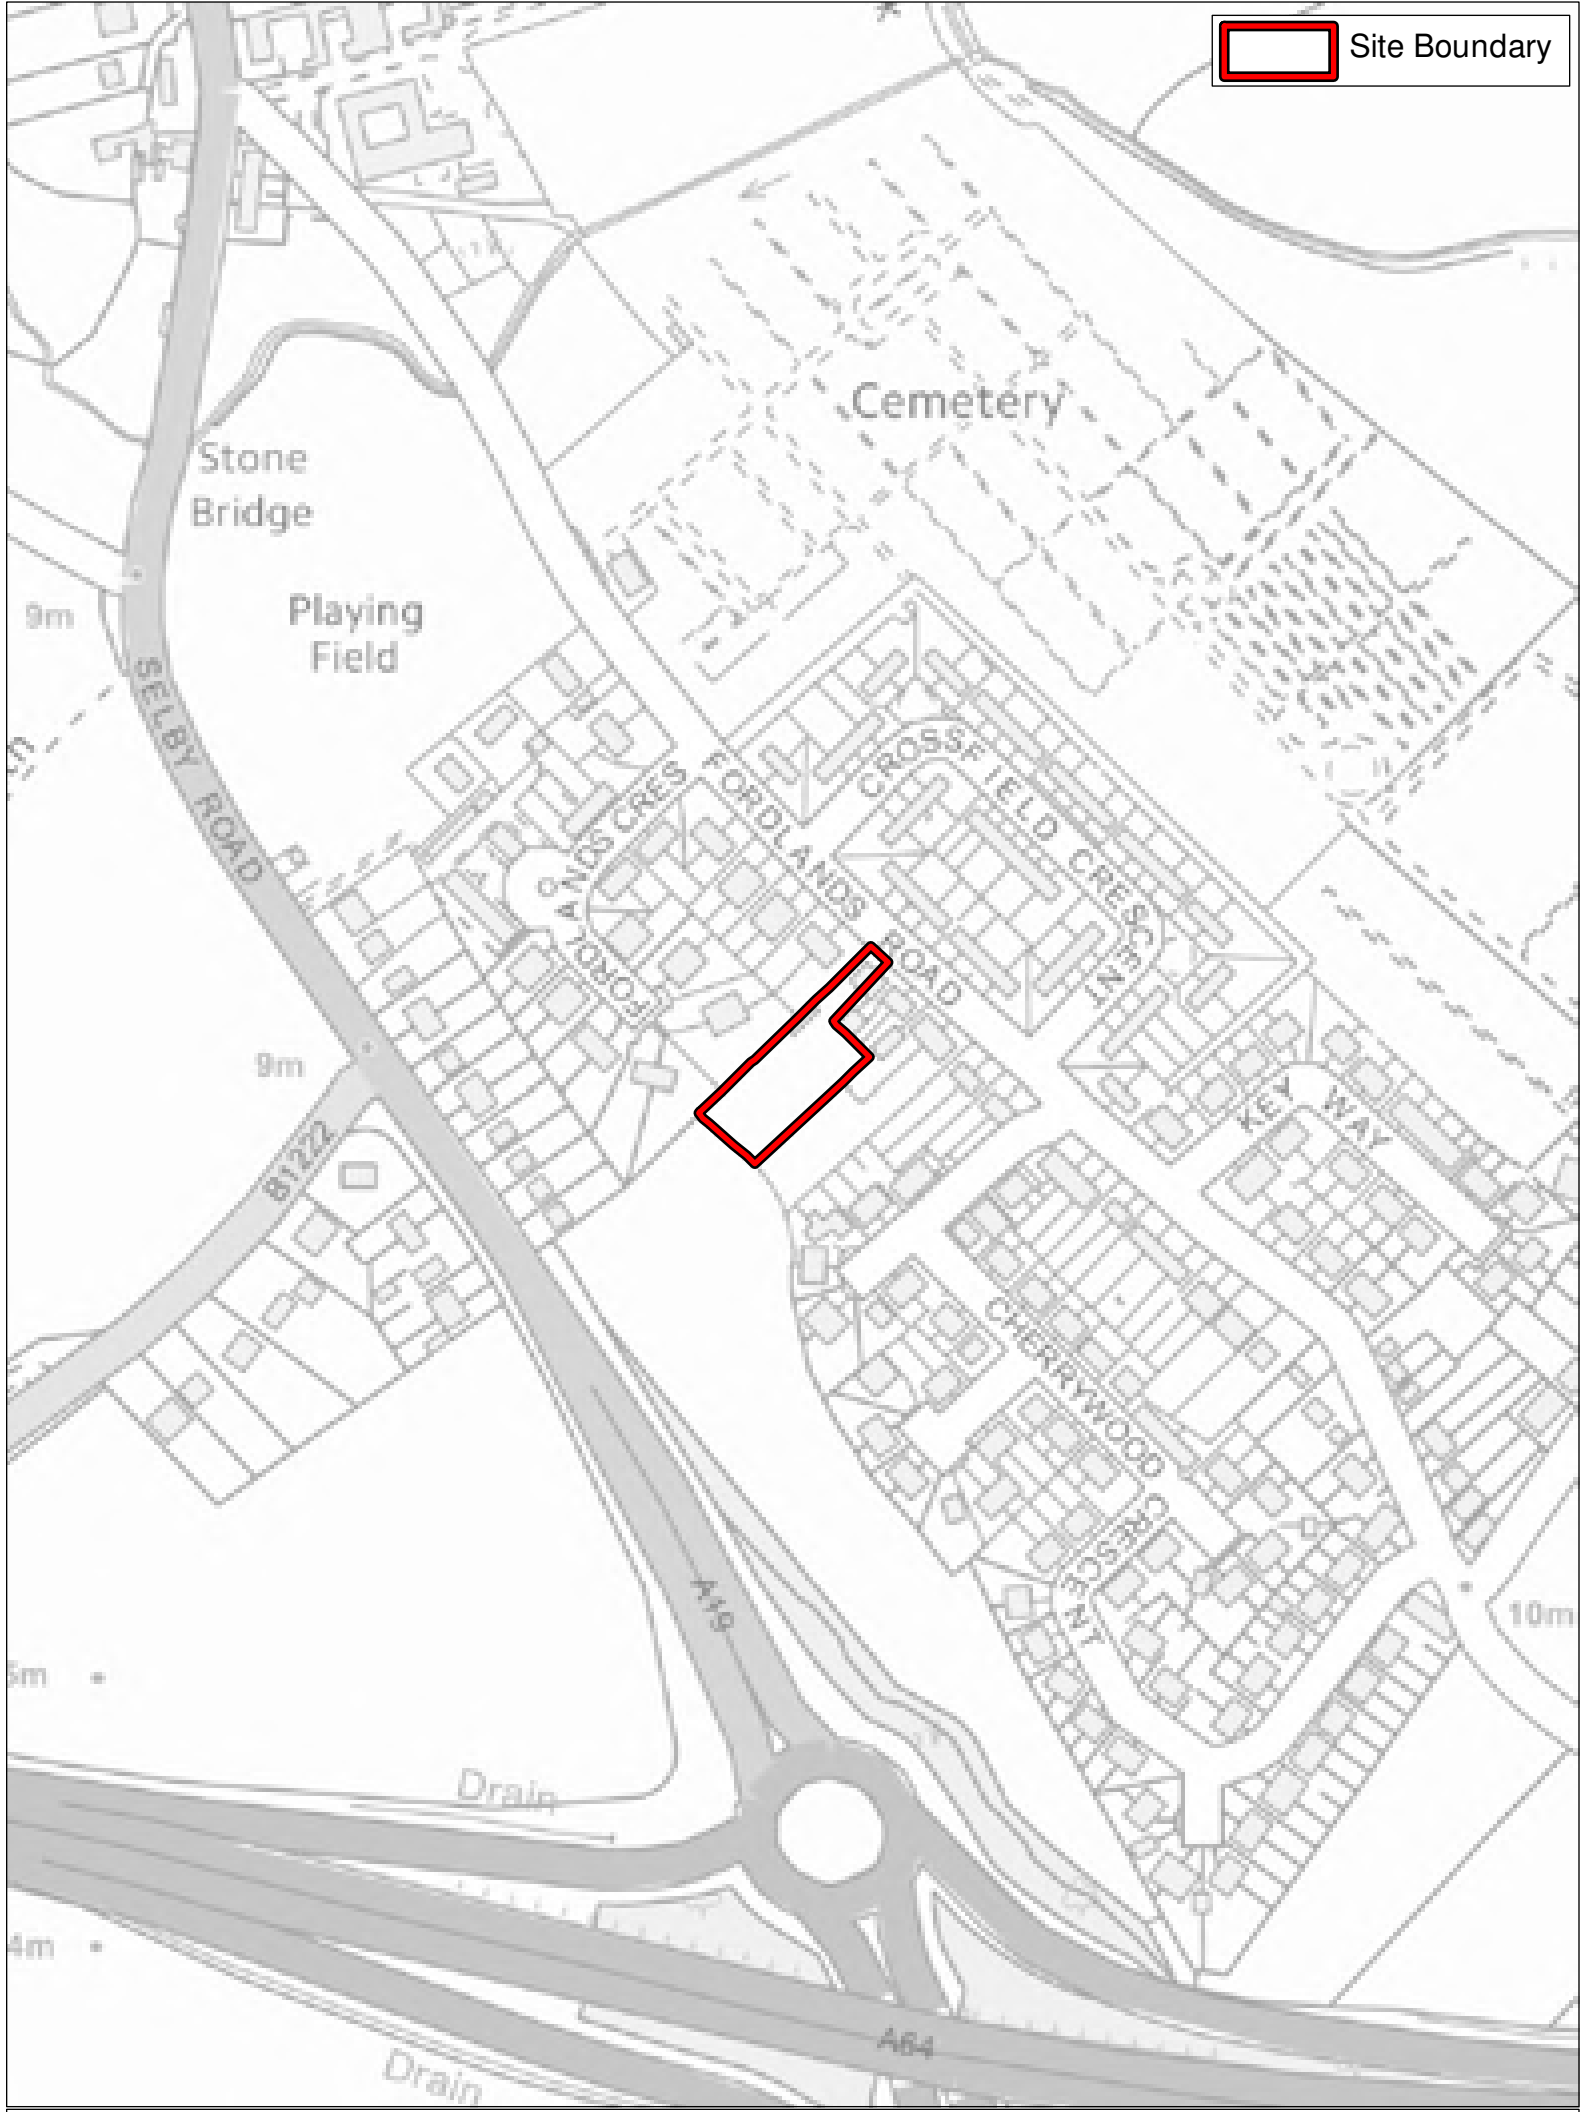 Site Boundary
Cemetery
Stone
Bridge
9m
Playing
Field
SELBY ROAD
FORDLANDS ROAD
CROSSFIELD CRESCENT
FORDLANDS CRES
9m
B1222
KEY WAY
CHERRYWOOD CRESCENT
A19
10m
Drain
4m
A64
Drain